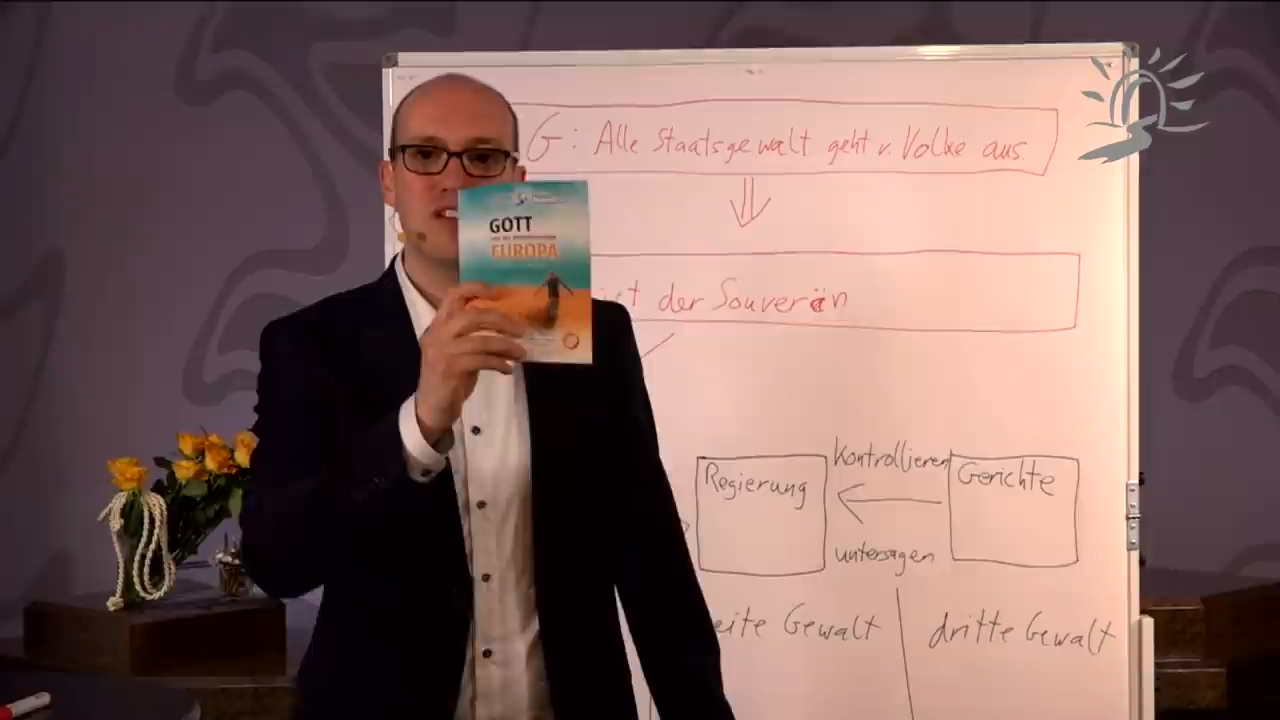 G: Alle Staatsgewalt geht v. Volke aus.
ist der Souverän
GOTT
EUROPA
Regierung
Kontrollieren
Gerichte
untersagen
eite Gewalt
dritte Gewalt